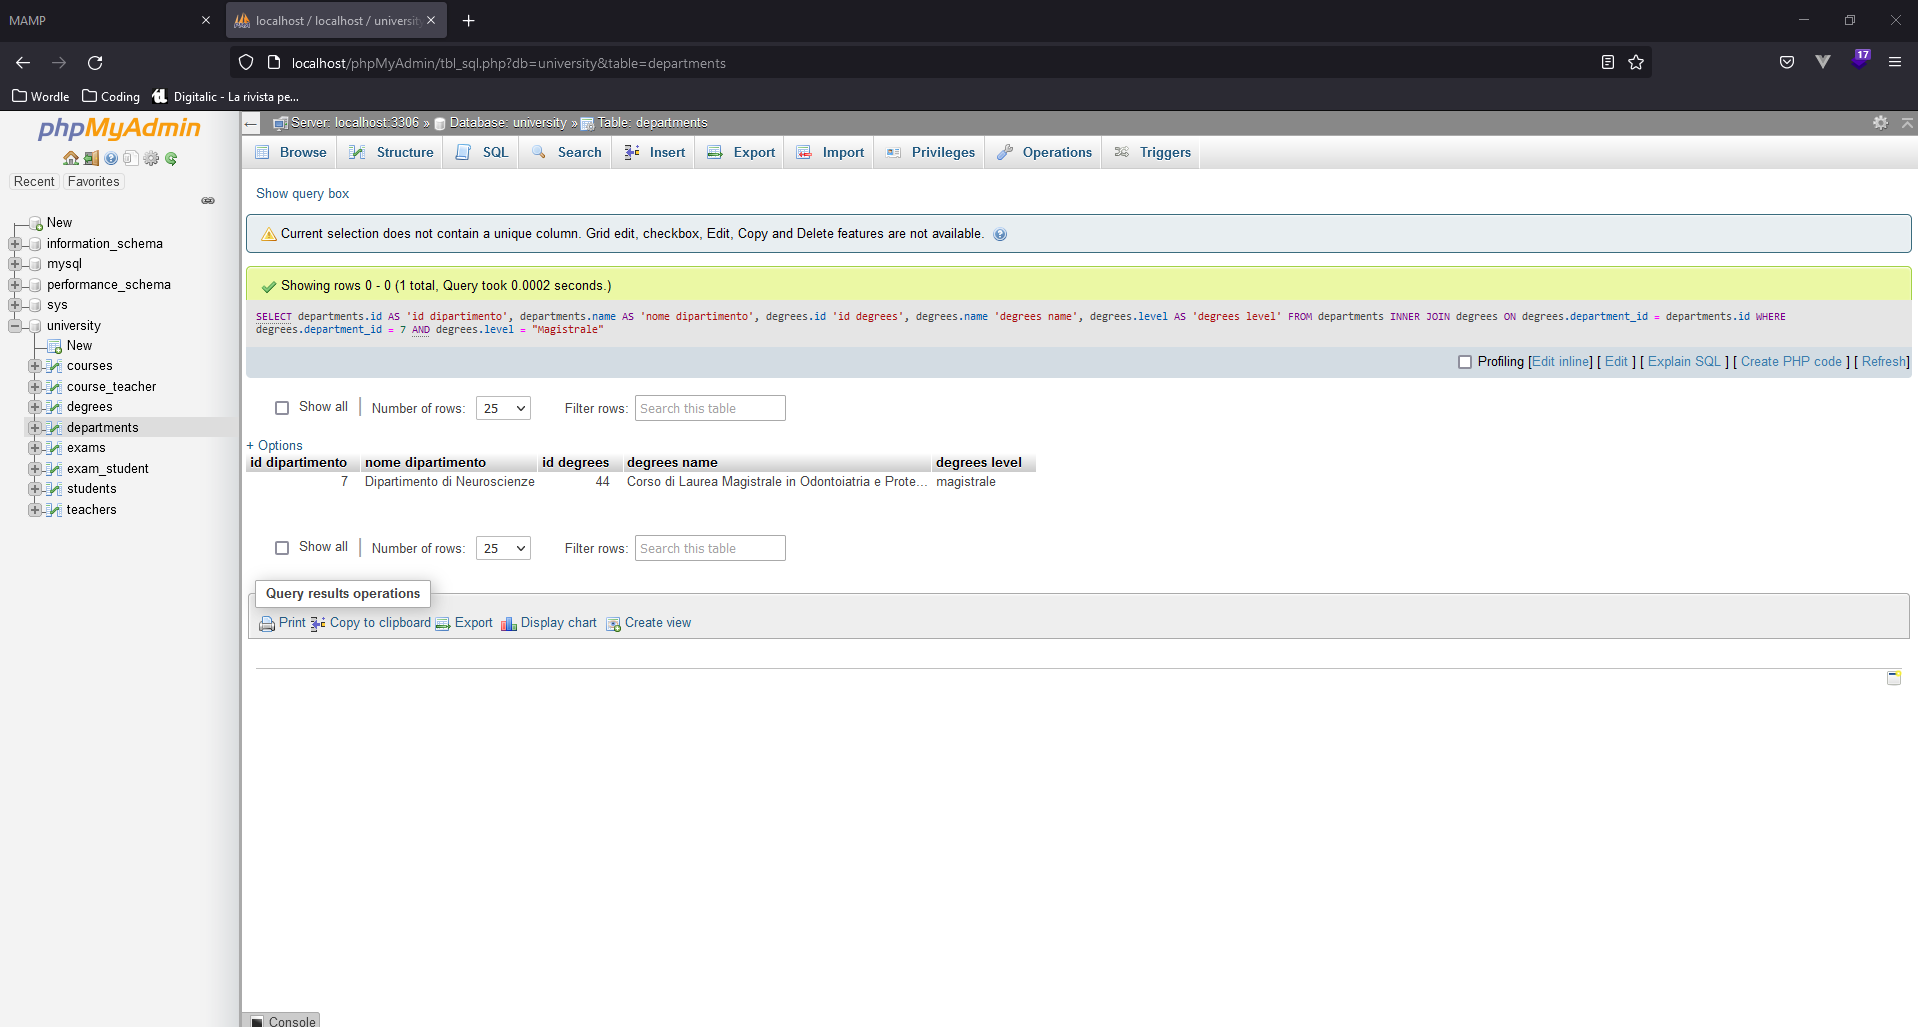 MAMP
localhost / localhost / university
localhost/phpMyAdmin/tbl_sql.php?db=university&table=departments
17
Wordle Coding Digitalic - La rivista pe...
phpMyAdmin
Recent Favorites
New
information_schema
mysql
performance_schema
sys
university
New
courses
course_teacher
degrees
departments
exams
exam_student
students
teachers
Server: localhost:3306 » Database: university » Table: departments
Browse Structure SQL Search Insert Export Import Privileges Operations Triggers
Show query box
Current selection does not contain a unique column. Grid edit, checkbox, Edit, Copy and Delete features are not available.
Showing rows 0 - 0 (1 total, Query took 0.0002 seconds.)
SELECT departments.id AS 'id dipartimento', departments.name AS 'nome dipartimento', degrees.id 'id degrees', degrees.name 'degrees name', degrees.level AS 'degrees level' FROM departments INNER JOIN degrees ON degrees.department_id = departments.id WHERE
degrees.department_id = 7 AND degrees.level = "Magistrale"
Profiling [Edit inline] [ Edit ] [ Explain SQL ] [ Create PHP code ] [ Refresh]
Show all Number of rows: 25 Filter rows: Search this table
+ Options
id dipartimento nome dipartimento id degrees degrees name degrees level
7 Dipartimento di Neuroscienze 44 Corso di Laurea Magistrale in Odontoiatria e Prote... magistrale
Show all Number of rows: 25 Filter rows: Search this table
Query results operations
Print Copy to clipboard Export Display chart Create view
Console